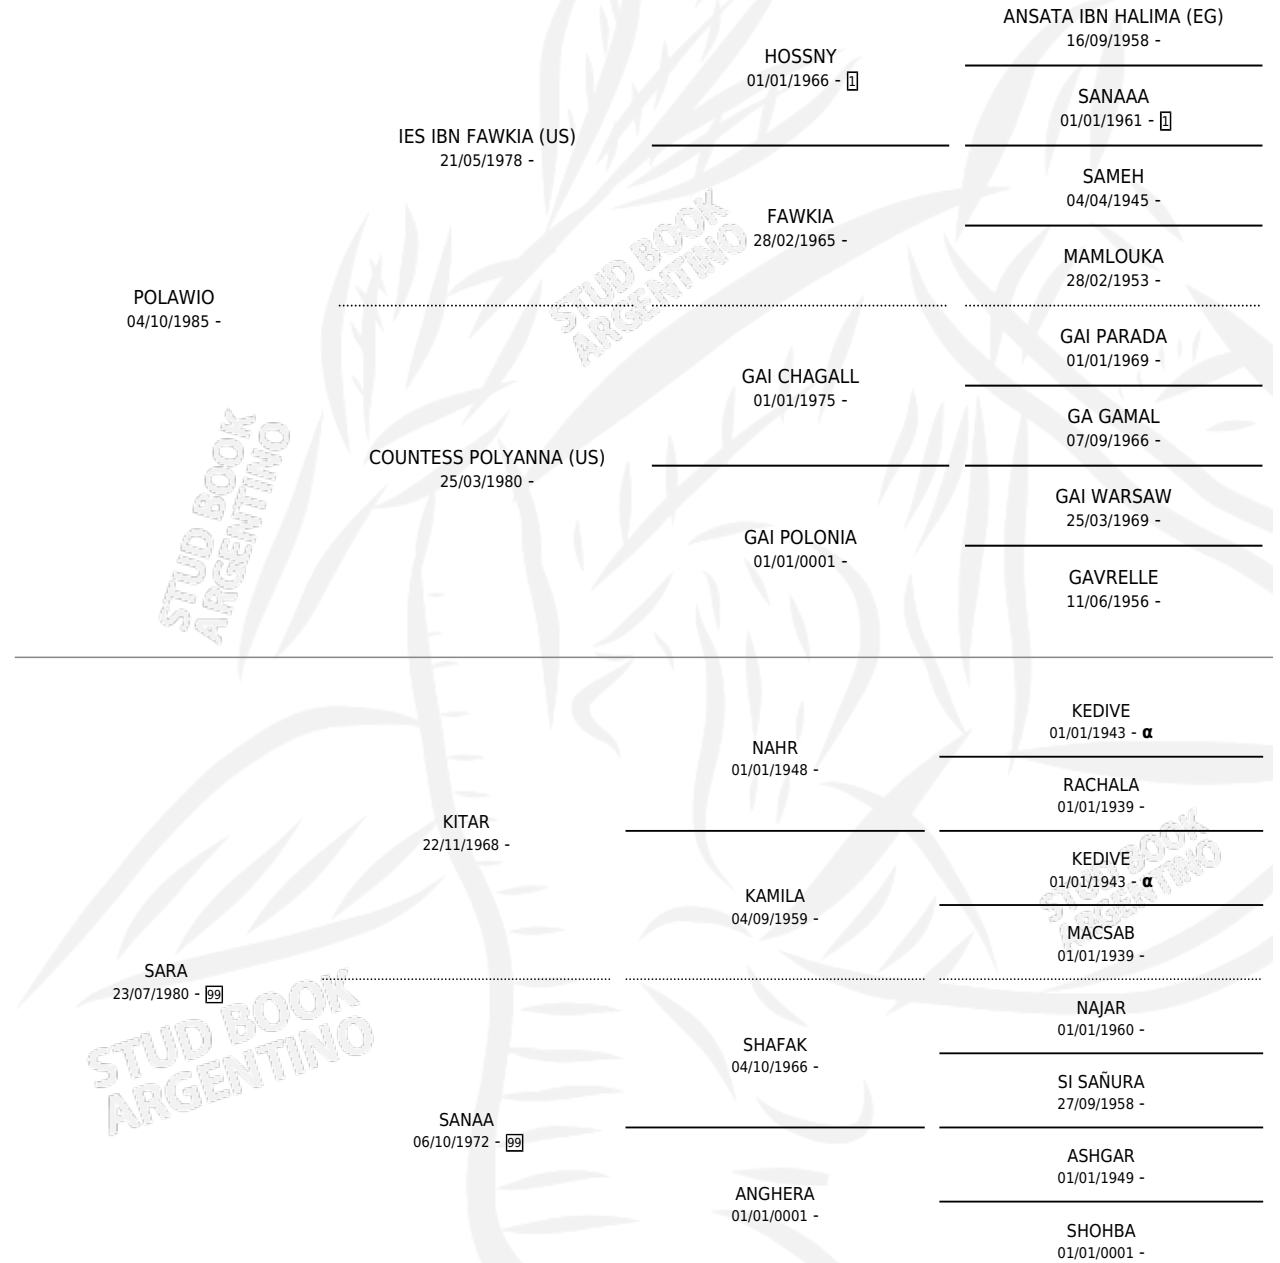 ANSATA IBN HALIMA (EG)
16/09/1958 -
HOSSNY
01/01/1966 - 1
SANAAA
01/01/1961 - 1
IES IBN FAWKIA (US)
21/05/1978 -
SAMEH
04/04/1945 -
FAWKIA
28/02/1965 -
MAMLOUKA
28/02/1953 -
POLAWIO
04/10/1985 -
GAI PARADA
01/01/1969 -
GAI CHAGALL
01/01/1975 -
GA GAMAL
07/09/1966 -
COUNTESS POLYANNA (US)
25/03/1980 -
GAI WARSAW
25/03/1969 -
GAI POLONIA
01/01/0001 -
GAVRELLE
11/06/1956 -
KEDIVE
01/01/1943 - α
NAHR
01/01/1948 -
RACHALA
01/01/1939 -
KITAR
22/11/1968 -
KEDIVE
01/01/1943 - α
KAMILA
04/09/1959 -
MACSAB
01/01/1939 -
SARA
23/07/1980 - 99
NAJAR
01/01/1960 -
SHAFAK
04/10/1966 -
SI SAÑURA
27/09/1958 -
SANAA
06/10/1972 - 99
ASHGAR
01/01/1949 -
ANGHERA
01/01/0001 -
SHOHBA
01/01/0001 -
STUD BOOK
ARGENTINO
STUD BOOK
ARGENTINO
STUD BOOK
ARGENTINO
STUD BOOK
ARGENTINO